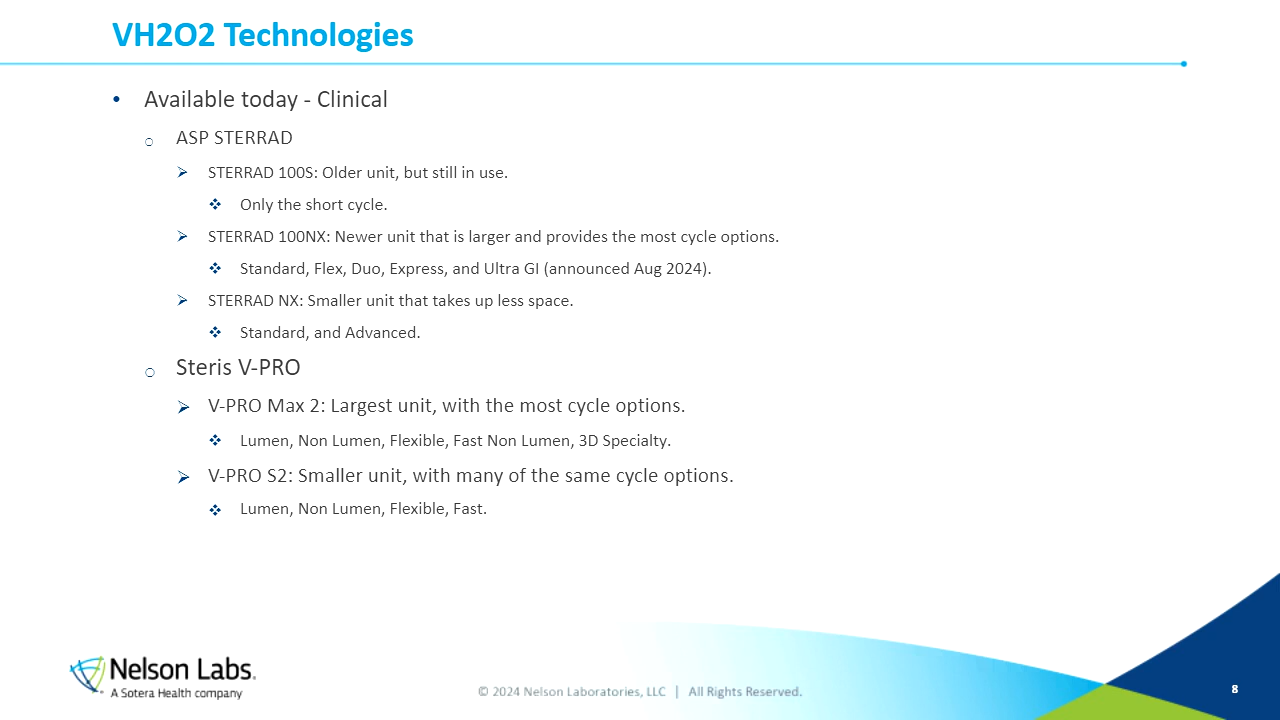 VH2O2 Technologies
• Available today - Clinical
o ASP STERRAD
➢ STERRAD 100S: Older unit, but still in use.
❖ Only the short cycle.
➢ STERRAD 100NX: Newer unit that is larger and provides the most cycle options.
❖ Standard, Flex, Duo, Express, and Ultra GI (announced Aug 2024).
➢ STERRAD NX: Smaller unit that takes up less space.
❖ Standard, and Advanced.
o Steris V-PRO
➢ V-PRO Max 2: Largest unit, with the most cycle options.
❖ Lumen, Non Lumen, Flexible, Fast Non Lumen, 3D Specialty.
➢ V-PRO S2: Smaller unit, with many of the same cycle options.
❖ Lumen, Non Lumen, Flexible, Fast.
Nelson Labs.
A Sotera Health company
© 2024 Nelson Laboratories, LLC | All Rights Reserved.
8